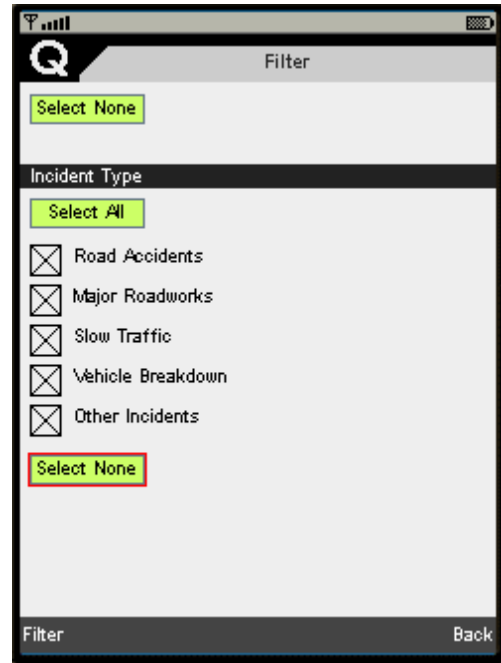 Q
Filter
Select None
Incident Type
Select All
Road Accidents
Major Roadworks
Slow Traffic
Vehicle Breakdown
Other Incidents
Select None
Filter Back